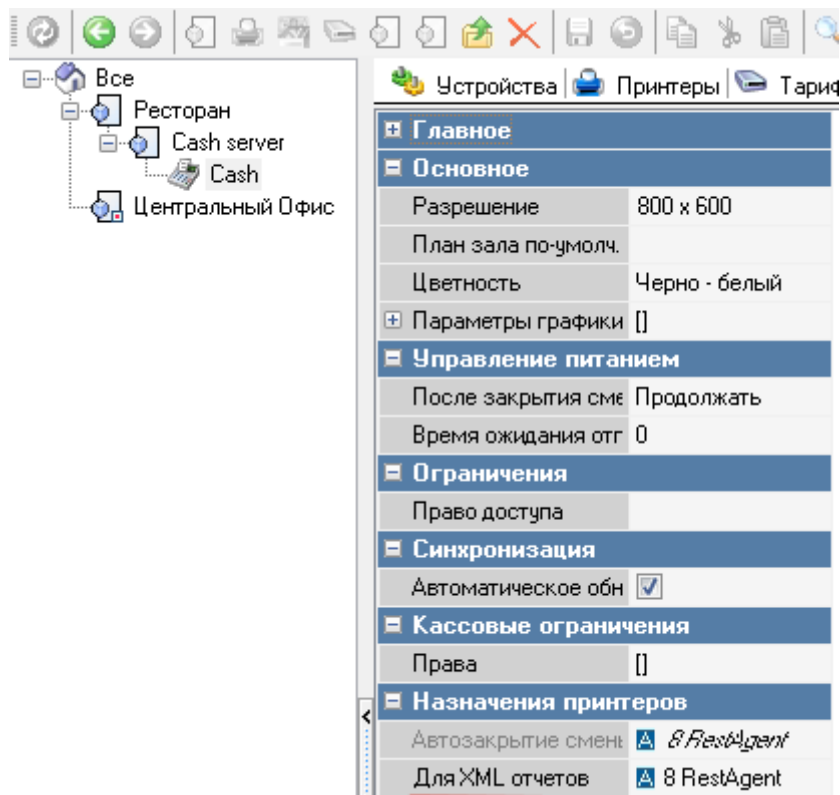 Все
Ресторан
Cash server
Cash
Центральный Офис
Устройства Принтеры Тариф
Главное
Основное
Разрешение 800 x 600
План зала по-умолч.
Цветность Черно - белый
Параметры графики []
Управление питанием
После закрытия сме Продолжать
Время ожидания отг 0
Ограничения
Право доступа
Синхронизация
Автоматическое обн
Кассовые ограничения
Права []
Назначения принтеров
Автозакрытие смены A 8 RestAgent
Для XML отчетов A 8 RestAgent